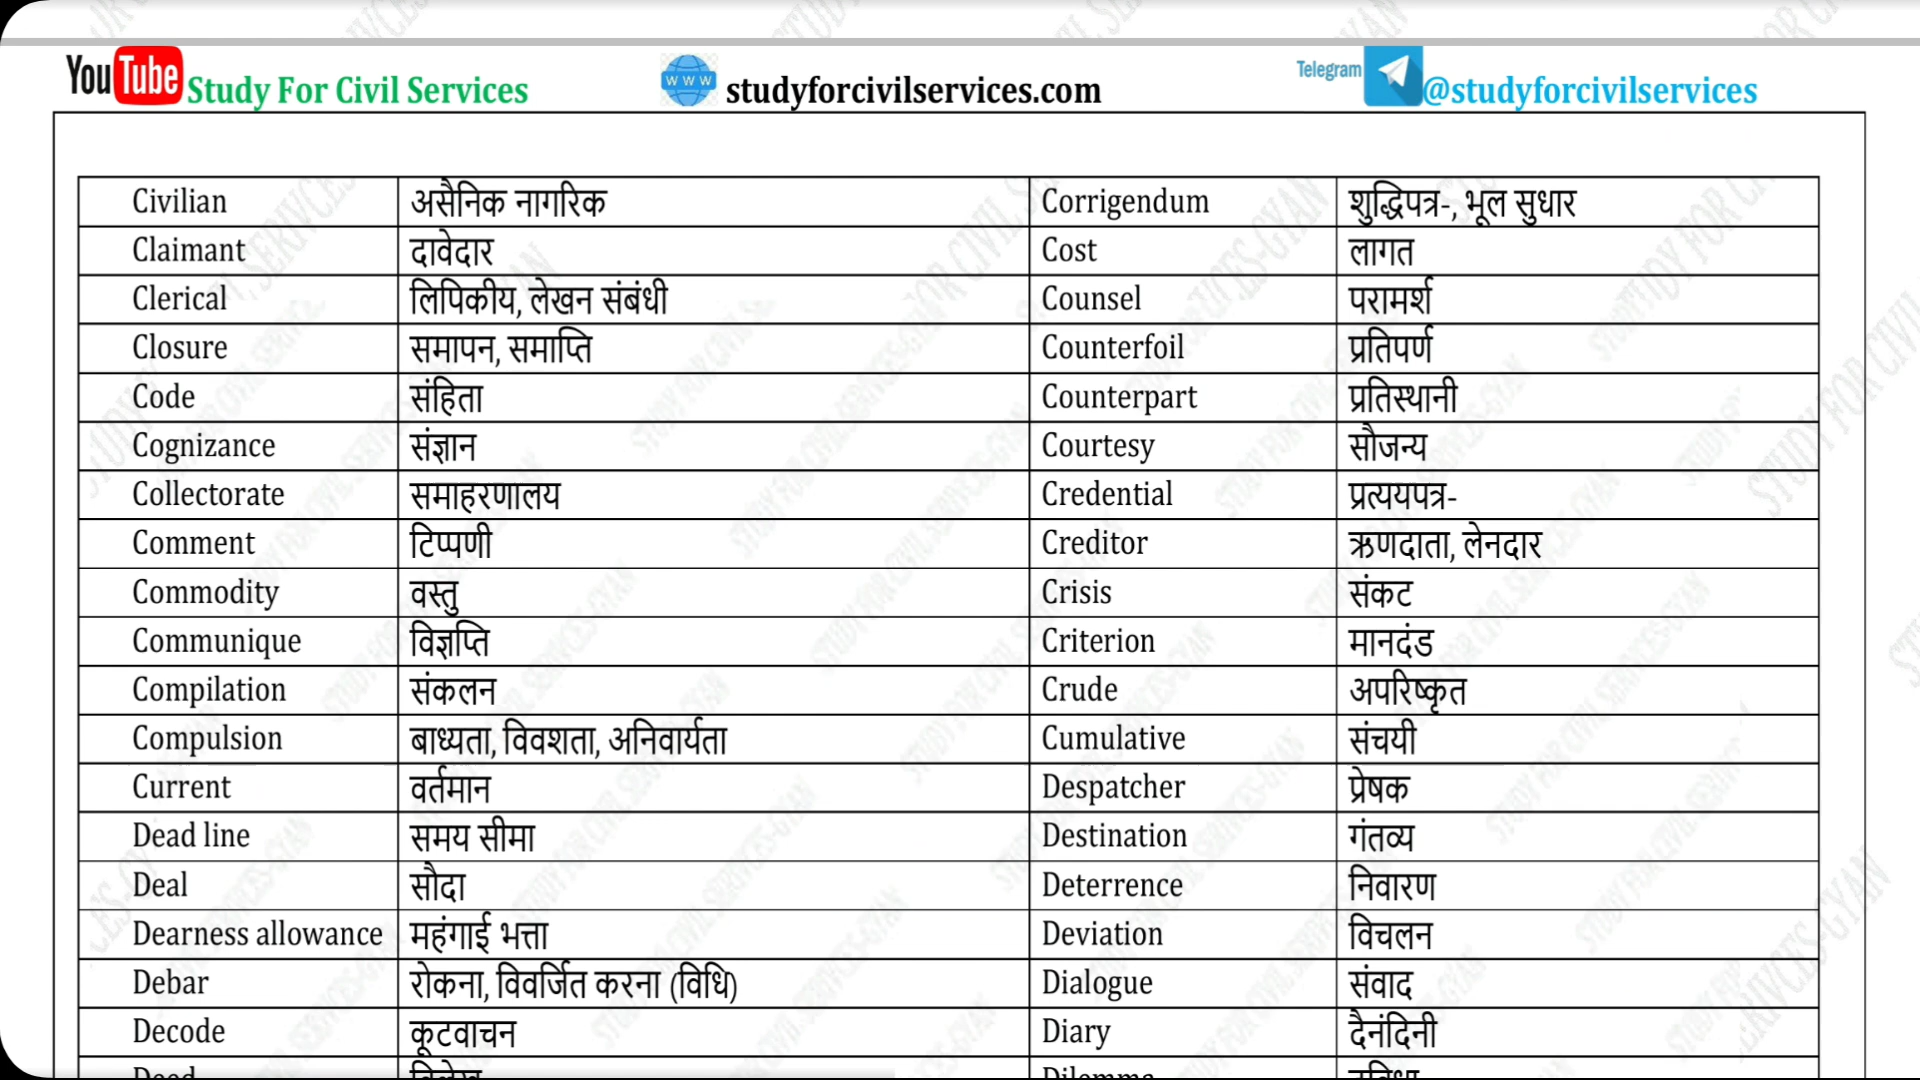 YouTube Study For Civil Services www studyforcivilservices.com Telegram @studyforcivilservices
Civilian असैनिक नागरिक Corrigendum शुद्धिपत्र-, भूल सुधार
Claimant दावेदार Cost लागत
Clerical लिपिकीय, लेखन संबंधी Counsel परामर्श
Closure समापन, समाप्ति Counterfoil प्रतिपर्ण
Code संहिता Counterpart प्रतिस्थानी
Cognizance संज्ञान Courtesy सौजन्य
Collectorate समाहरणालय Credential प्रत्ययपत्र-
Comment टिप्पणी Creditor ऋणदाता, लेनदार
Commodity वस्तु Crisis संकट
Communique विज्ञप्ति Criterion मानदंड
Compilation संकलन Crude अपरिष्कृत
Compulsion बाध्यता, विवशता, अनिवार्यता Cumulative संचयी
Current वर्तमान Despatcher प्रेषक
Dead line समय सीमा Destination गंतव्य
Deal सौदा Deterrence निवारण
Dearness allowance महंगाई भत्ता Deviation विचलन
Debar रोकना, विवर्जित करना (विधि) Dialogue संवाद
Decode कूटवाचन Diary दैनंदिनी